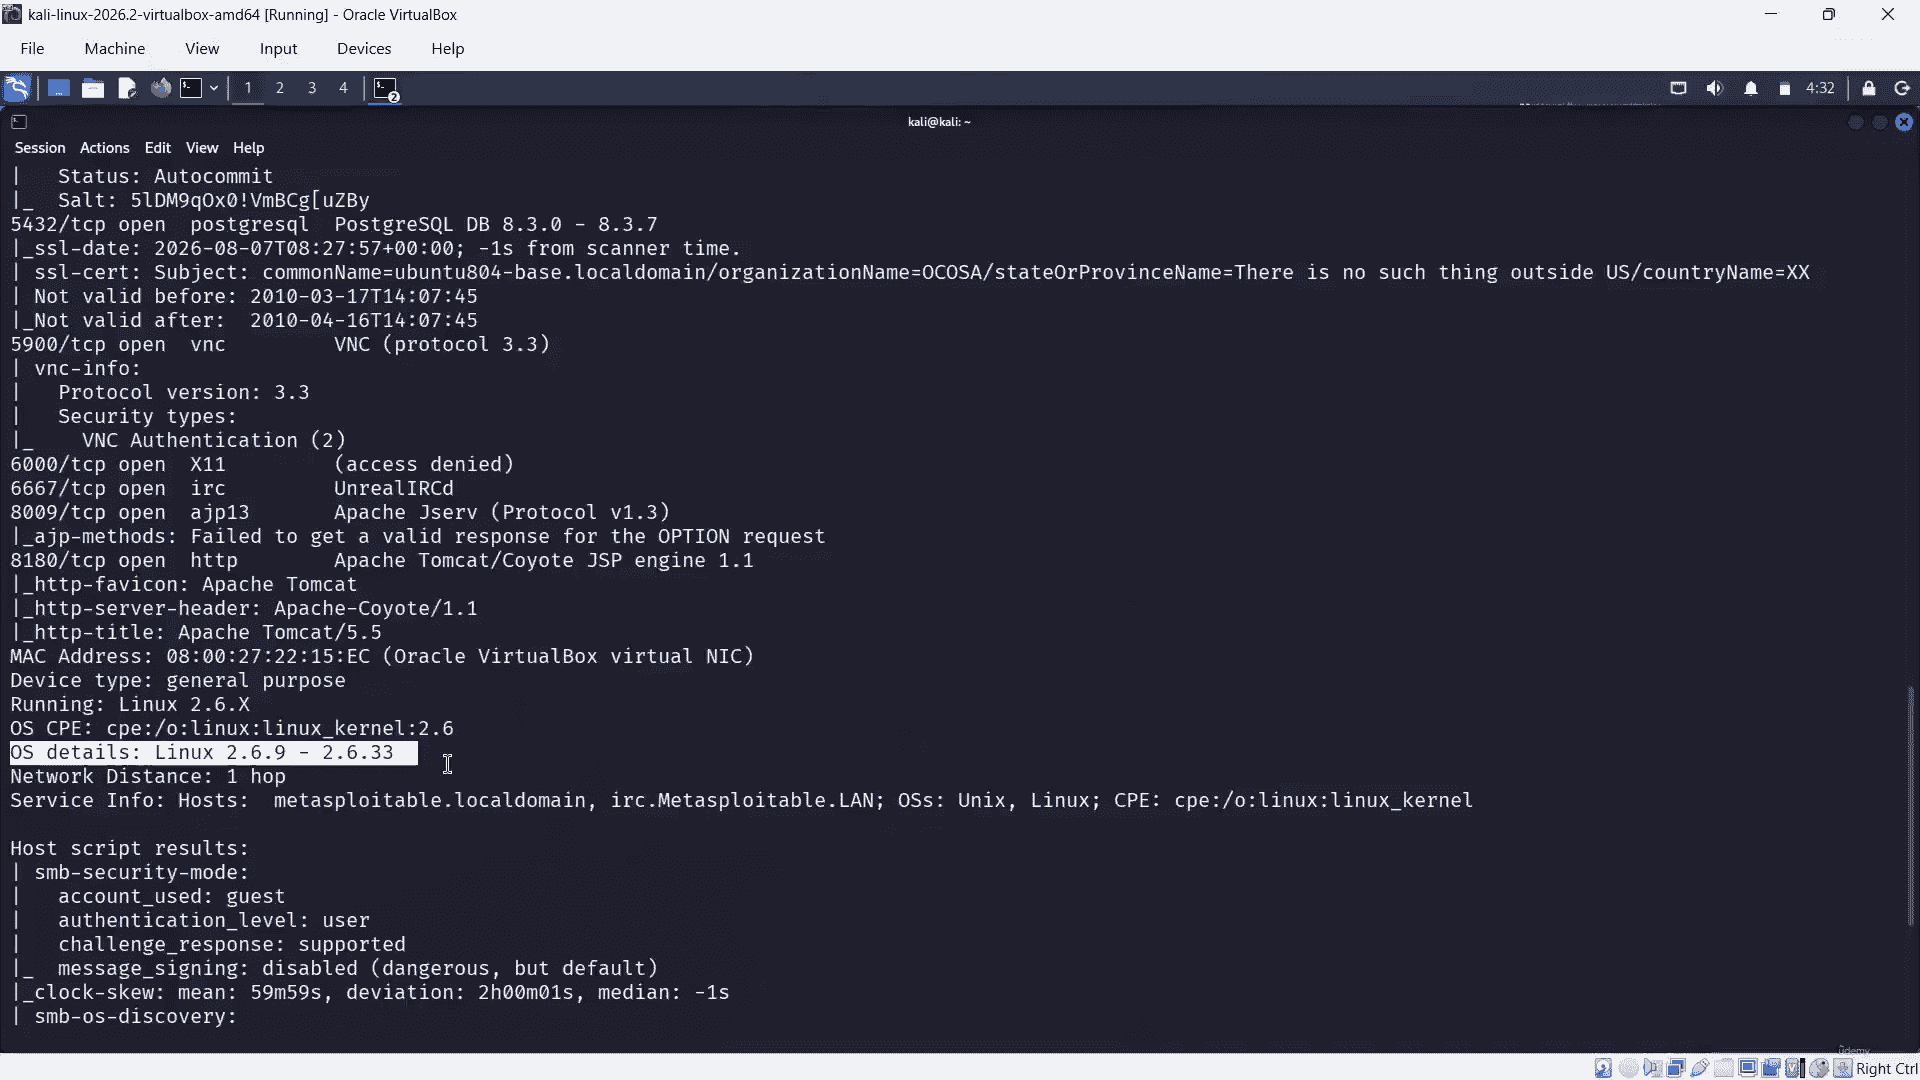 kali-linux-2026.2-virtualbox-amd64 [Running] - Oracle VirtualBox
File Machine View Input Devices Help
1 2 3 4 2 4:32
kali@kali: ~
Session Actions Edit View Help
| Status: Autocommit
|_ Salt: 5lDM9qOx0!VmBCg[uZBy
5432/tcp open postgresql PostgreSQL DB 8.3.0 - 8.3.7
|_ssl-date: 2026-08-07T08:27:57+00:00; -1s from scanner time.
| ssl-cert: Subject: commonName=ubuntu804-base.localdomain/organizationName=OCOSA/stateOrProvinceName=There is no such thing outside US/countryName=XX
| Not valid before: 2010-03-17T14:07:45
|_Not valid after: 2010-04-16T14:07:45
5900/tcp open vnc VNC (protocol 3.3)
| vnc-info:
| Protocol version: 3.3
| Security types:
|_ VNC Authentication (2)
6000/tcp open X11 (access denied)
6667/tcp open irc UnrealIRCd
8009/tcp open ajp13 Apache Jserv (Protocol v1.3)
|_ajp-methods: Failed to get a valid response for the OPTION request
8180/tcp open http Apache Tomcat/Coyote JSP engine 1.1
|_http-favicon: Apache Tomcat
|_http-server-header: Apache-Coyote/1.1
|_http-title: Apache Tomcat/5.5
MAC Address: 08:00:27:22:15:EC (Oracle VirtualBox virtual NIC)
Device type: general purpose
Running: Linux 2.6.X
OS CPE: cpe:/o:linux:linux_kernel:2.6
OS details: Linux 2.6.9 - 2.6.33
Network Distance: 1 hop
Service Info: Hosts: metasploitable.localdomain, irc.Metasploitable.LAN; OSs: Unix, Linux; CPE: cpe:/o:linux:linux_kernel
Host script results:
| smb-security-mode:
| account_used: guest
| authentication_level: user
| challenge_response: supported
|_ message_signing: disabled (dangerous, but default)
|_clock-skew: mean: 59m59s, deviation: 2h00m01s, median: -1s
| smb-os-discovery:
udemy
Right Ctrl